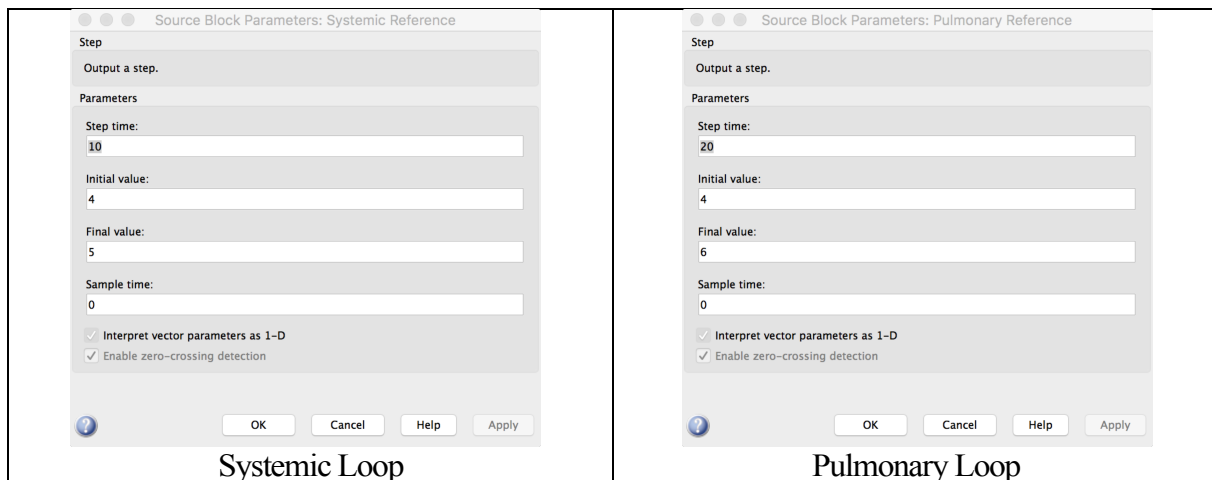 Source Block Parameters: Systemic Reference
Step
Output a step.
Parameters
Step time:
10
Initial value:
4
Final value:
5
Sample time:
0
Interpret vector parameters as 1-D
Enable zero-crossing detection
?
OK Cancel Help Apply
Systemic Loop
Source Block Parameters: Pulmonary Reference
Step
Output a step.
Parameters
Step time:
20
Initial value:
4
Final value:
6
Sample time:
0
Interpret vector parameters as 1-D
Enable zero-crossing detection
?
OK Cancel Help Apply
Pulmonary Loop